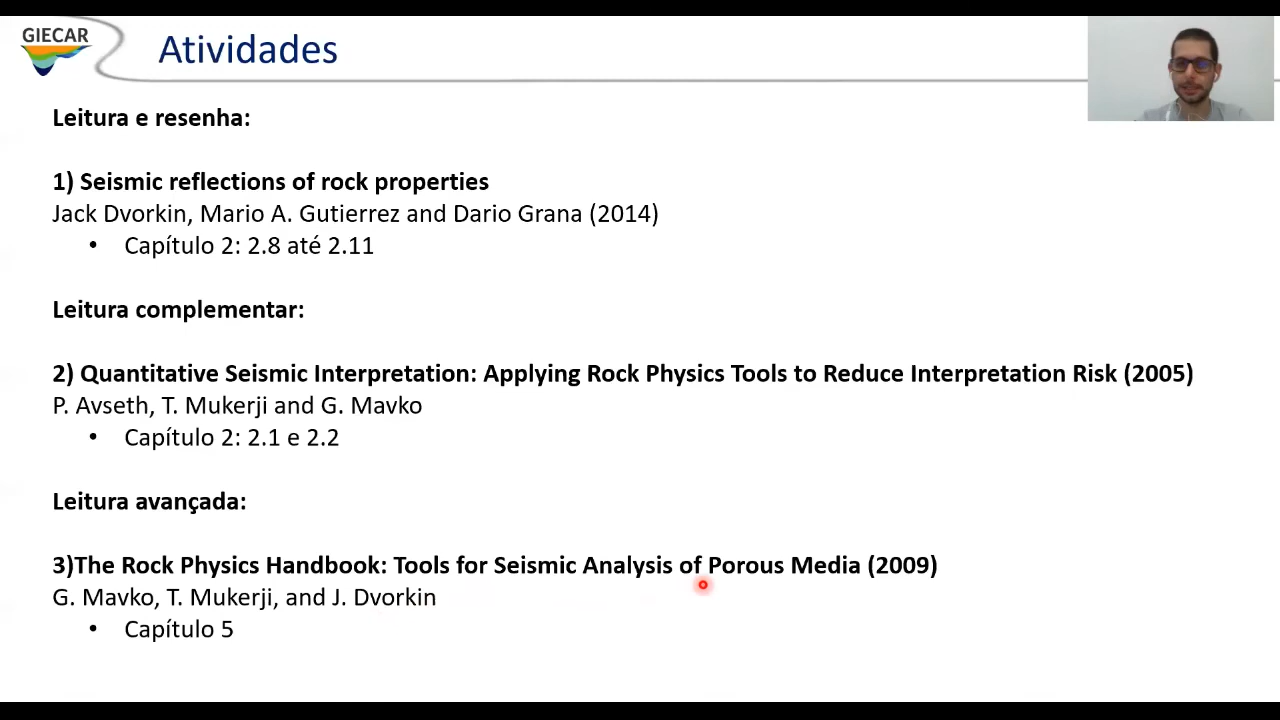 GIECAR
Atividades
Leitura e resenha:
1) Seismic reflections of rock properties
Jack Dvorkin, Mario A. Gutierrez and Dario Grana (2014)
• Capítulo 2: 2.8 até 2.11
Leitura complementar:
2) Quantitative Seismic Interpretation: Applying Rock Physics Tools to Reduce Interpretation Risk (2005)
P. Avseth, T. Mukerji and G. Mavko
• Capítulo 2: 2.1 e 2.2
Leitura avançada:
3)The Rock Physics Handbook: Tools for Seismic Analysis of Porous Media (2009)
G. Mavko, T. Mukerji, and J. Dvorkin
• Capítulo 5